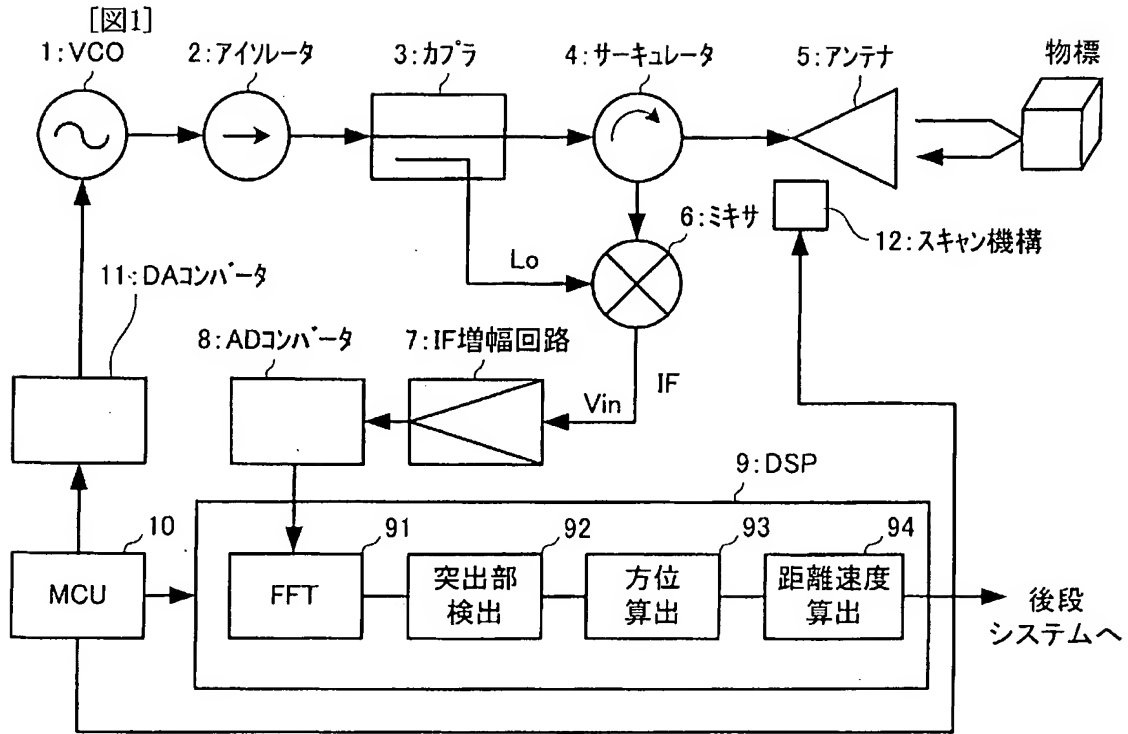 [図1]
1:VCO
2:アイソレータ
3:カプラ
4:サーキュレータ
5:アンテナ
物標
6:ミキサ
12:スキャン機構
Lo
11:DAコンバータ
8:ADコンバータ
7:IF増幅回路
IF
Vin
9:DSP
10
91
92
93
94
MCU
FFT
突出部
検出
方位
算出
距離速度
算出
後段
システムへ